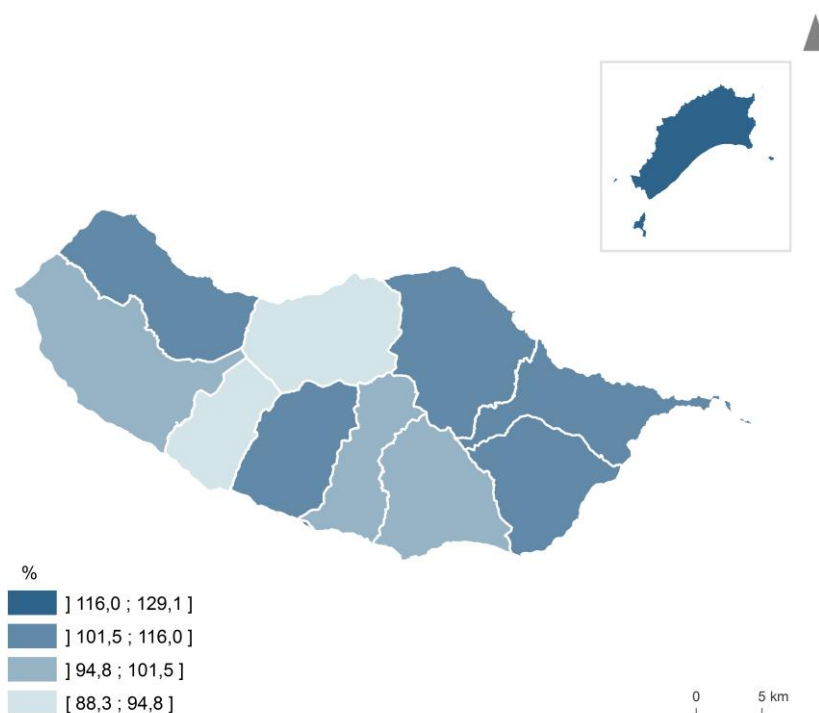 %
] 116,0 ; 129,1 ]
] 101,5 ; 116,0 ]
] 94,8 ; 101,5 ]
[ 88,3 ; 94,8 ]
0 5 km